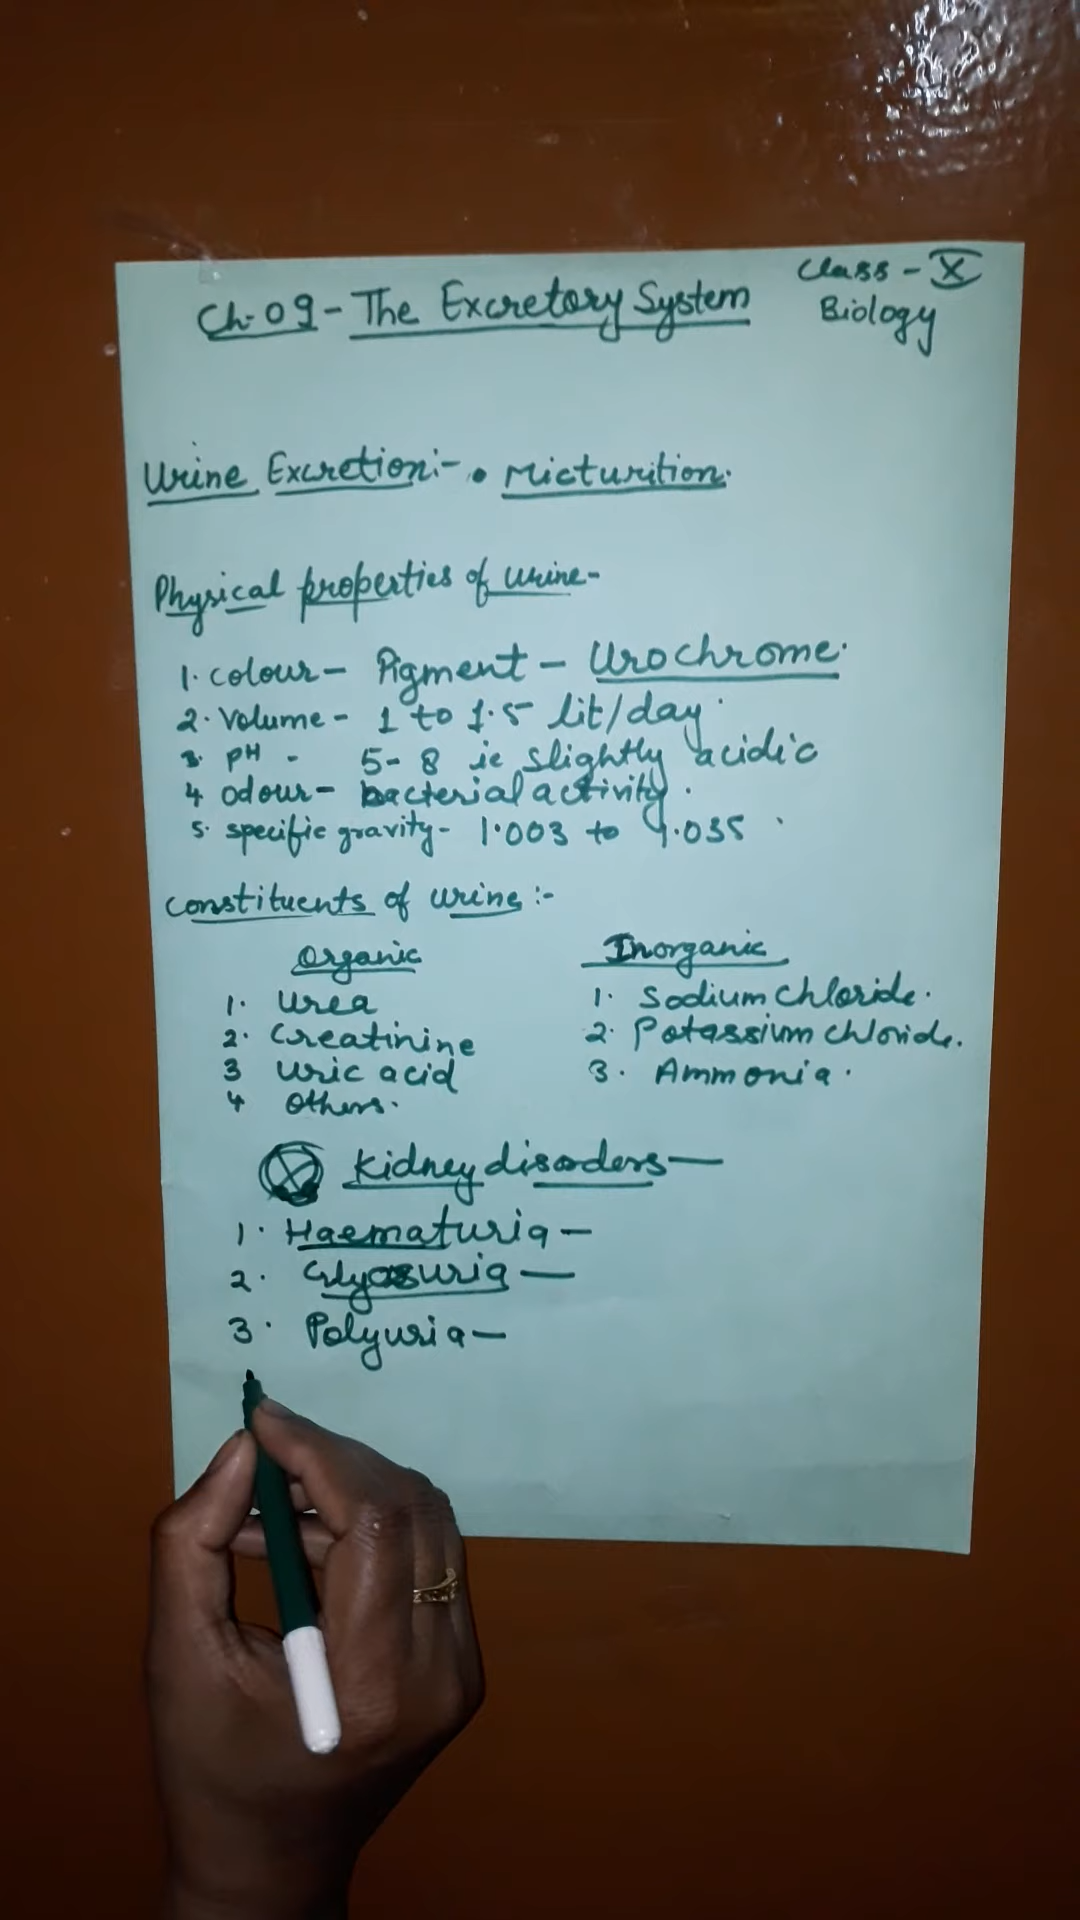 Ch-09 - The Excretory System
Class - X
Biology
Urine Excretion:- • Micturition.
Physical properties of urine-
1. colour - Pigment - Urochrome.
2. Volume - 1 to 1.5 lit/day.
3. pH - 5-8 ie slightly acidic
4 odour - bacterial activity.
5. specific gravity - 1.003 to 1.035
constituents of urine :-
Organic
Inorganic
1. Urea
1. Sodium chloride.
2. Creatinine
2. Potassium chloride.
3 Uric acid
3. Ammonia.
4 Others.
Kidney disorders—
1. Haematuria —
2. Glyosuria —
3. Polyuria —